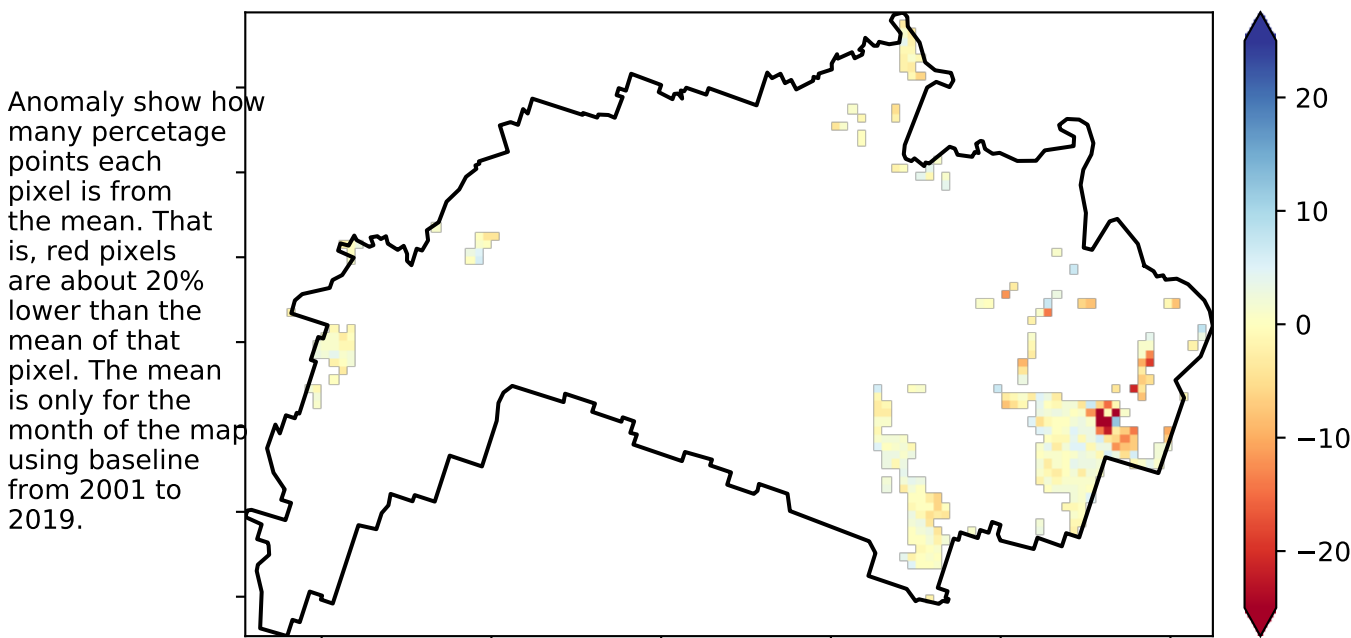 Anomaly show how
many percetage
points each
pixel is from
the mean. That
is, red pixels
are about 20%
lower than the
mean of that
pixel. The mean
is only for the
month of the map
using baseline
from 2001 to
2019.
20
10
0
−10
−20